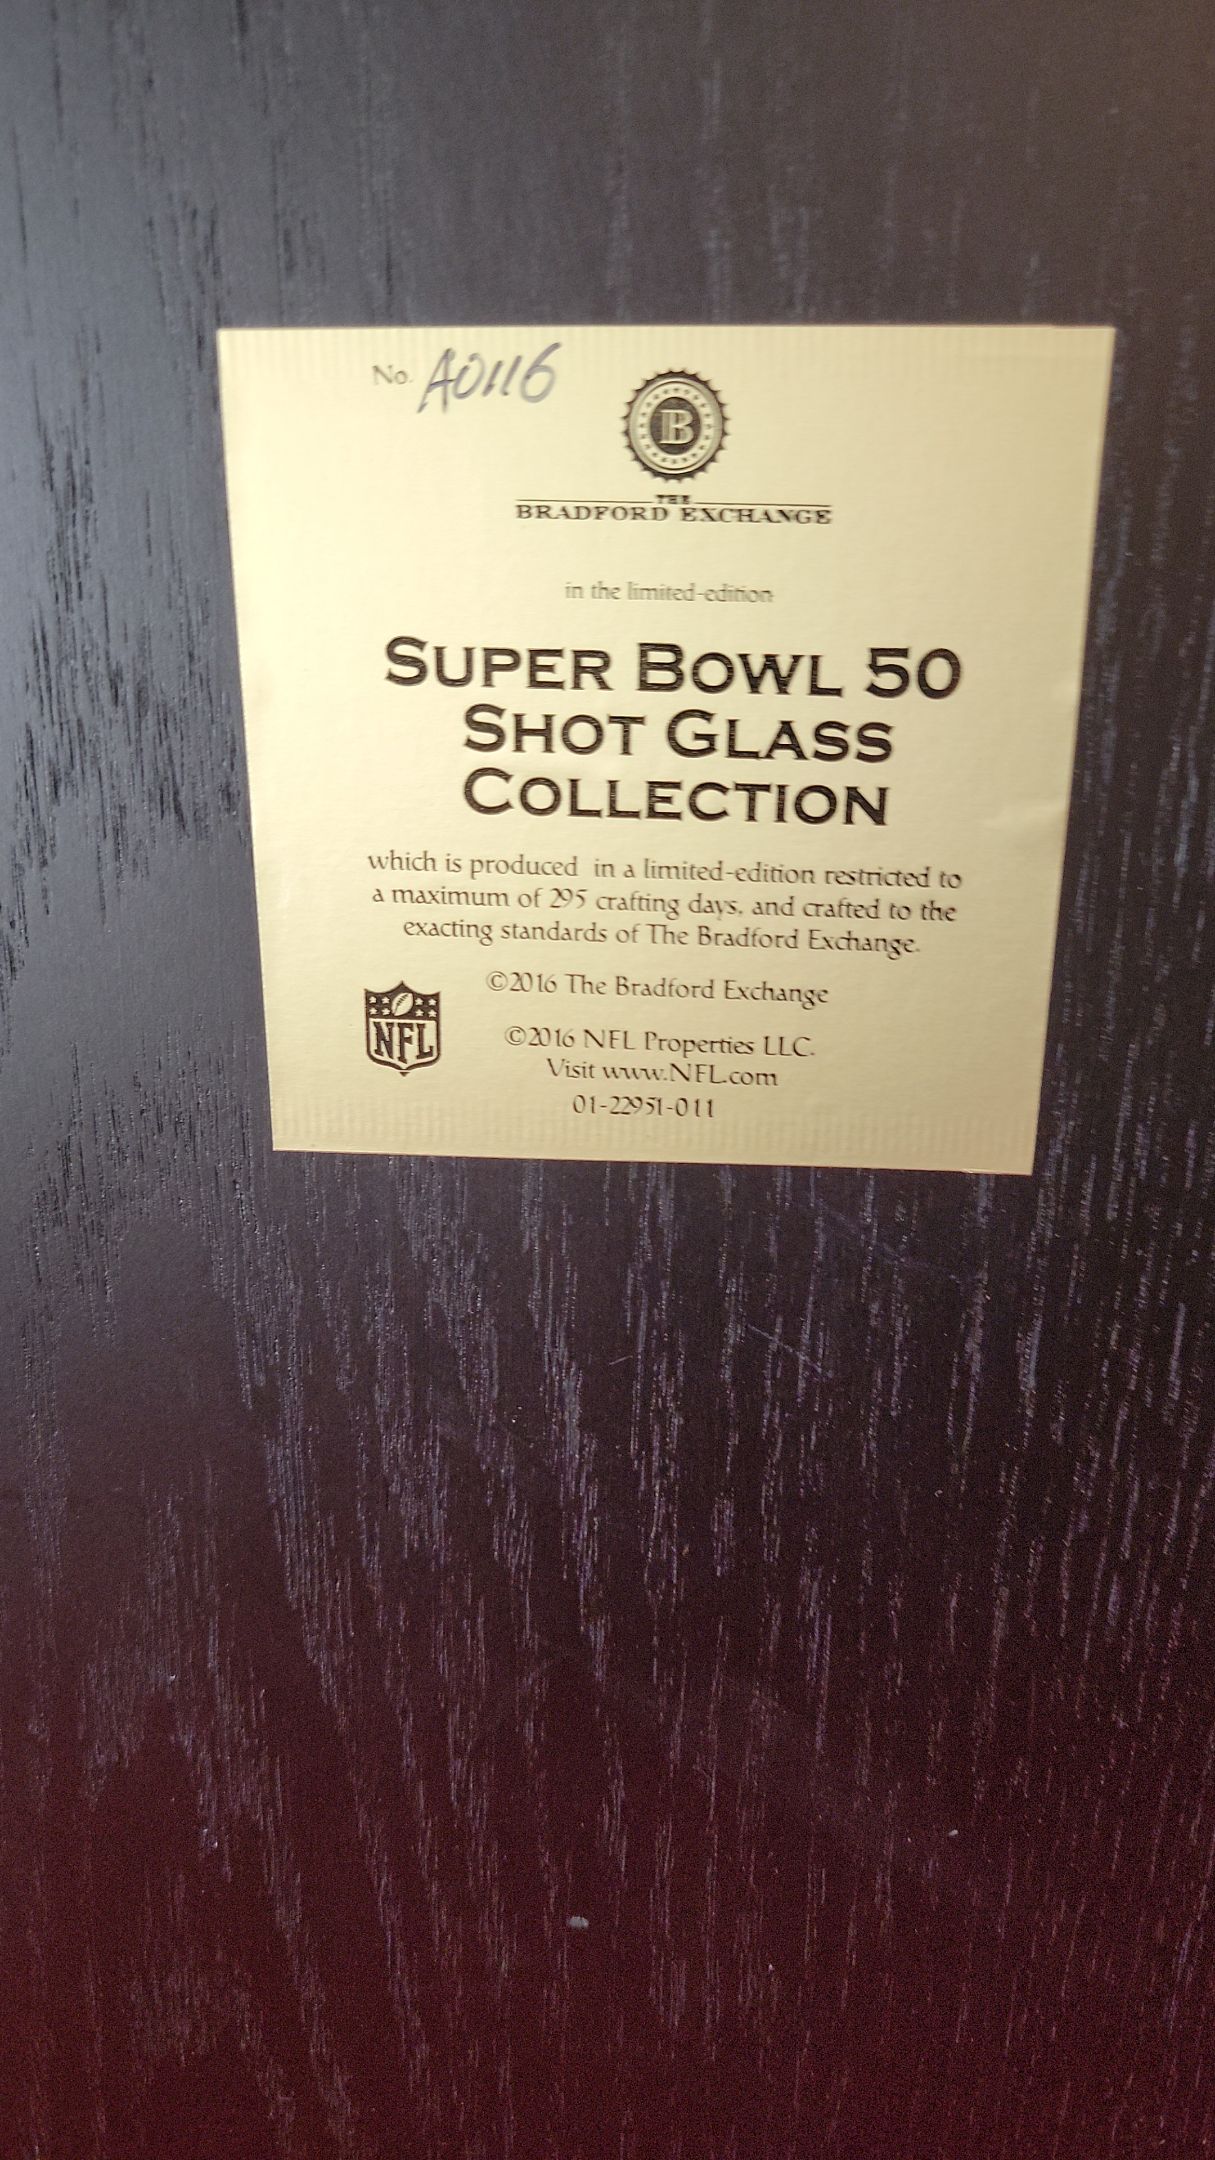 No. A0116
B
THE
BRADFORD EXCHANGE
in the limited-edition
SUPER BOWL 50
SHOT GLASS
COLLECTION
which is produced in a limited-edition restricted to
a maximum of 295 crafting days, and crafted to the
exacting standards of The Bradford Exchange.
©2016 The Bradford Exchange
NFL
©2016 NFL Properties LLC.
Visit www.NFL.com
01-22951-011